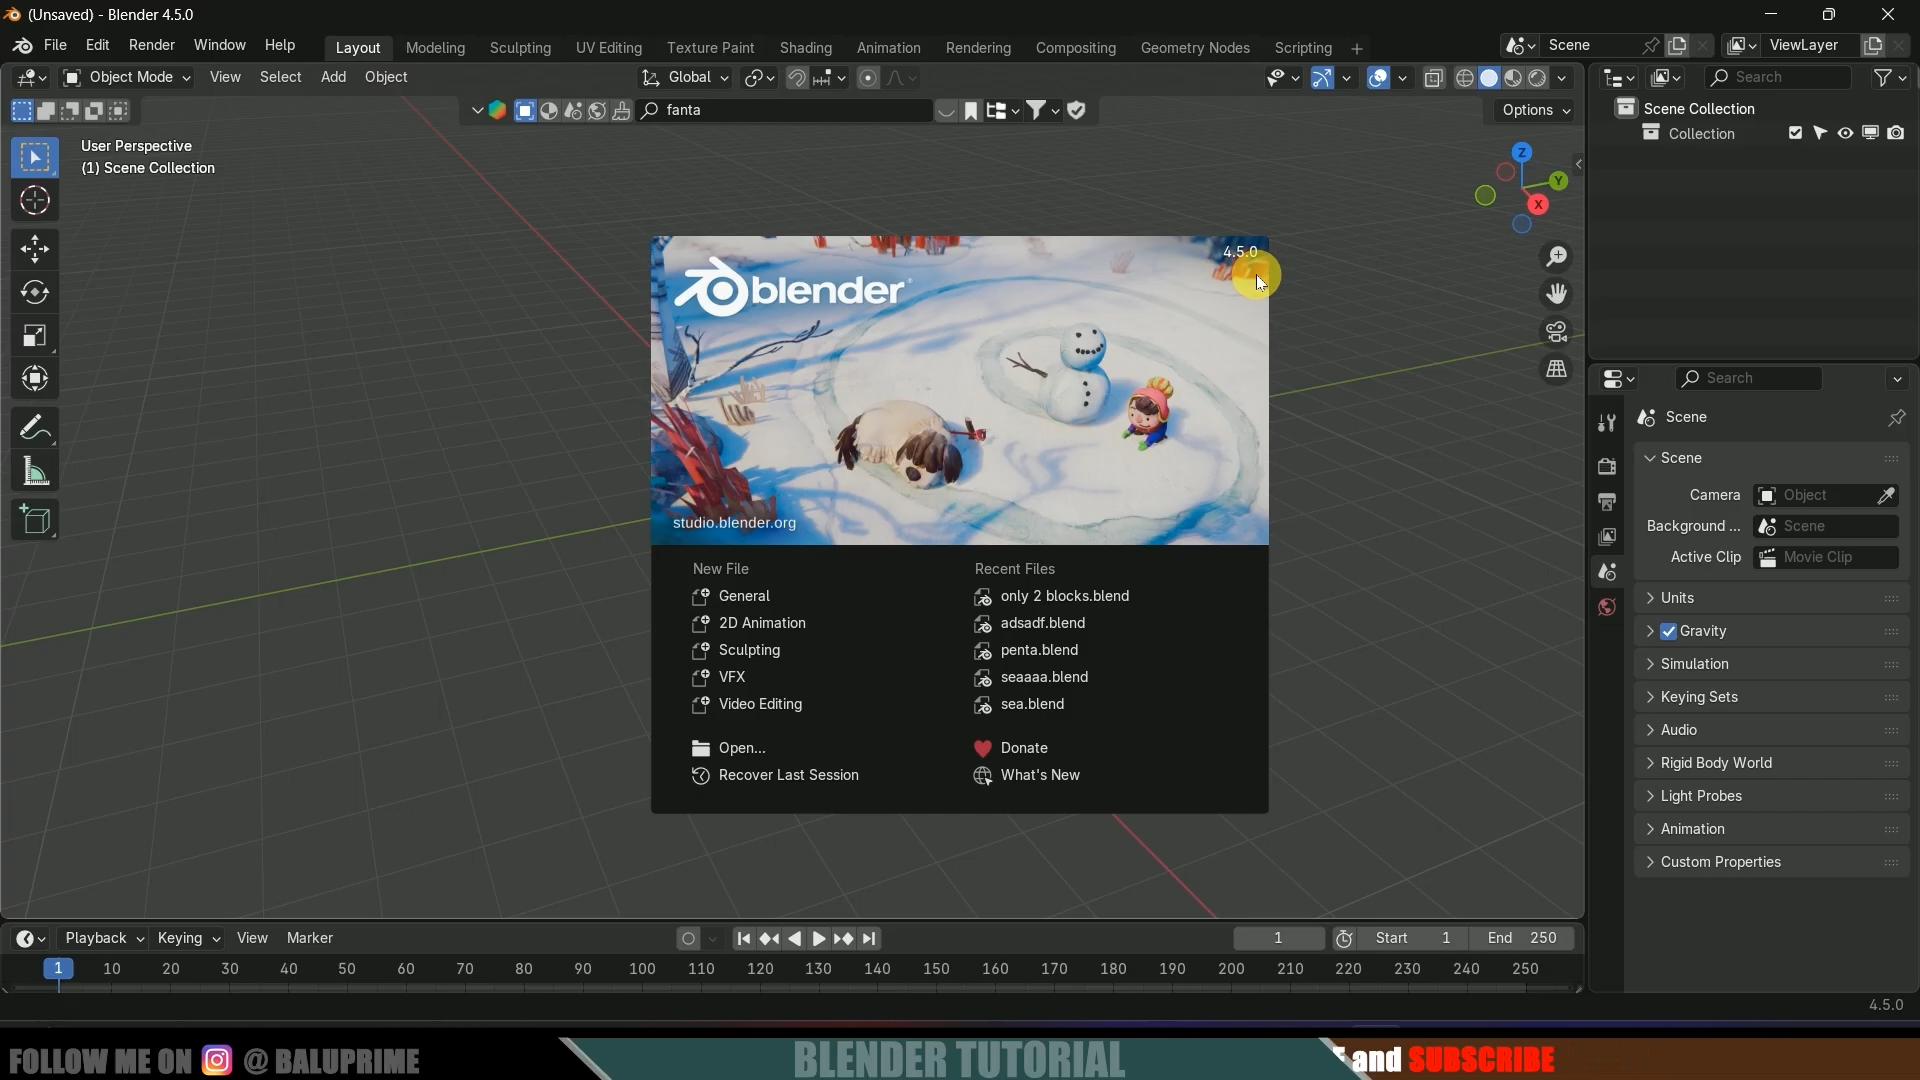 (Unsaved) - Blender 4.5.0
File Edit Render Window Help Layout Modeling Sculpting UV Editing Texture Paint Shading Animation Rendering Compositing Geometry Nodes Scripting + Scene ViewLayer
Object Mode View Select Add Object Global Search
fanta Options
User Perspective
(1) Scene Collection
Z
Y
X
Scene Collection
Collection
4.5.0
blender
studio.blender.org
New File
General
2D Animation
Sculpting
VFX
Video Editing
Open...
Recover Last Session
Recent Files
only 2 blocks.blend
adsadf.blend
penta.blend
seaaaa.blend
sea.blend
Donate
What's New
Search
Scene
Scene
Camera Object
Background ... Scene
Active Clip Movie Clip
Units
Gravity
Simulation
Keying Sets
Audio
Rigid Body World
Light Probes
Animation
Custom Properties
Playback Keying View Marker 1 Start 1 End 250
1 10 20 30 40 50 60 70 80 90 100 110 120 130 140 150 160 170 180 190 200 210 220 230 240 250
4.5.0
FOLLOW ME ON @ BALUPRIME BLENDER TUTORIAL and SUBSCRIBE